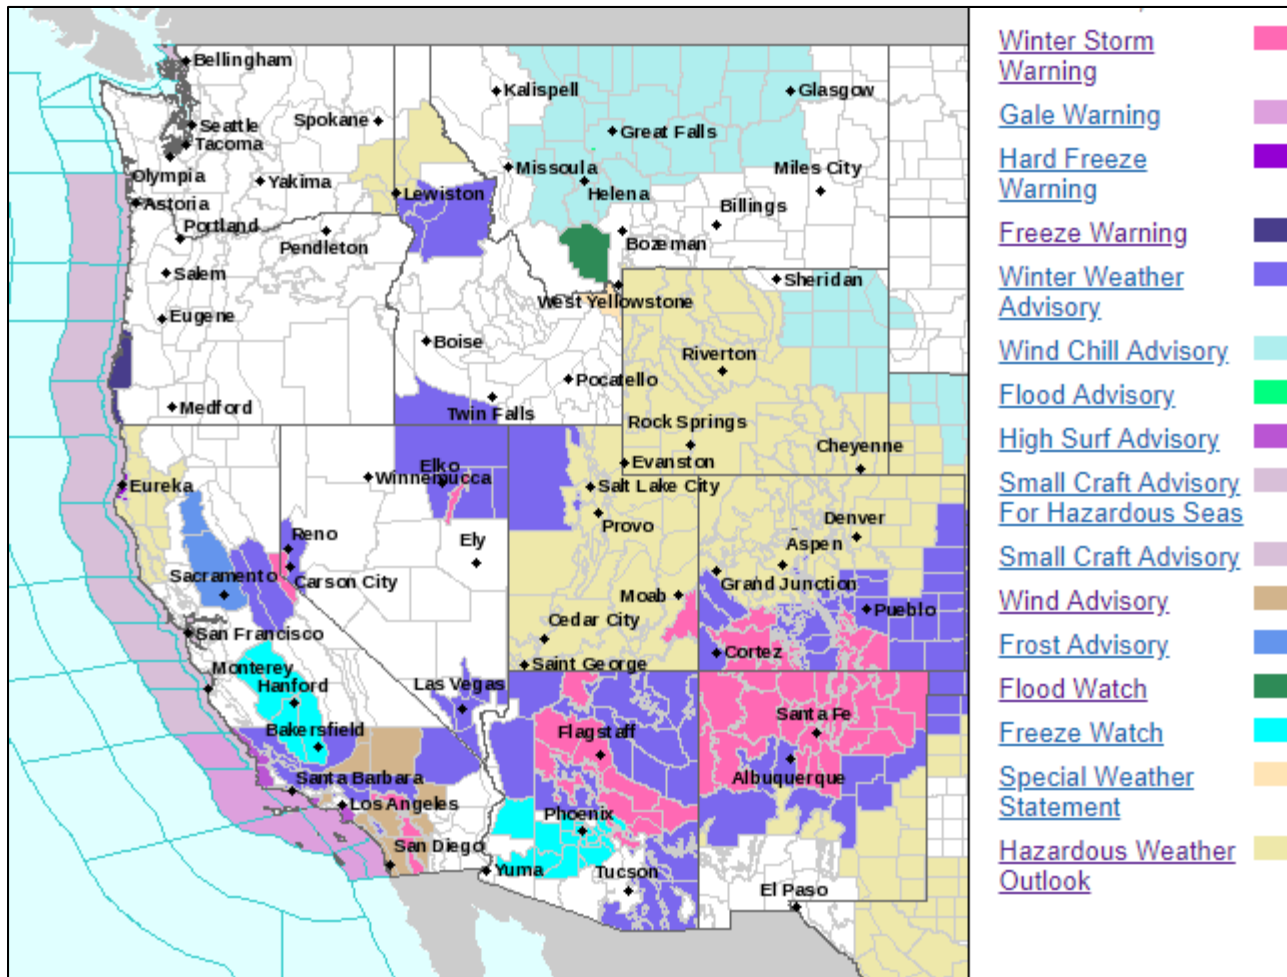 Bellingham
Kalispell
Glasgow
Spokane
Seattle
Great Falls
Tacoma
Missoula
Miles City
Olympia
Yakima
Helena
Lewiston
Astoria
Billings
Portland
Pendleton
Bozeman
Salem
Sheridan
West Yellowstone
Eugene
Boise
Riverton
Pocatello
Medford
Twin Falls
Rock Springs
Cheyenne
Elko
Evanston
Winnemucca
Eureka
Salt Lake City
Denver
Provo
Reno
Ely
Aspen
Sacramento
Carson City
Grand Junction
Moab
Pueblo
San Francisco
Cedar City
Cortez
Saint George
Monterey
Hanford
Las Vegas
Santa Fe
Bakersfield
Flagstaff
Santa Barbara
Albuquerque
Los Angeles
Phoenix
San Diego
Yuma
Tucson
El Paso
Winter Storm
Warning
Gale Warning
Hard Freeze
Warning
Freeze Warning
Winter Weather
Advisory
Wind Chill Advisory
Flood Advisory
High Surf Advisory
Small Craft Advisory
For Hazardous Seas
Small Craft Advisory
Wind Advisory
Frost Advisory
Flood Watch
Freeze Watch
Special Weather
Statement
Hazardous Weather
Outlook